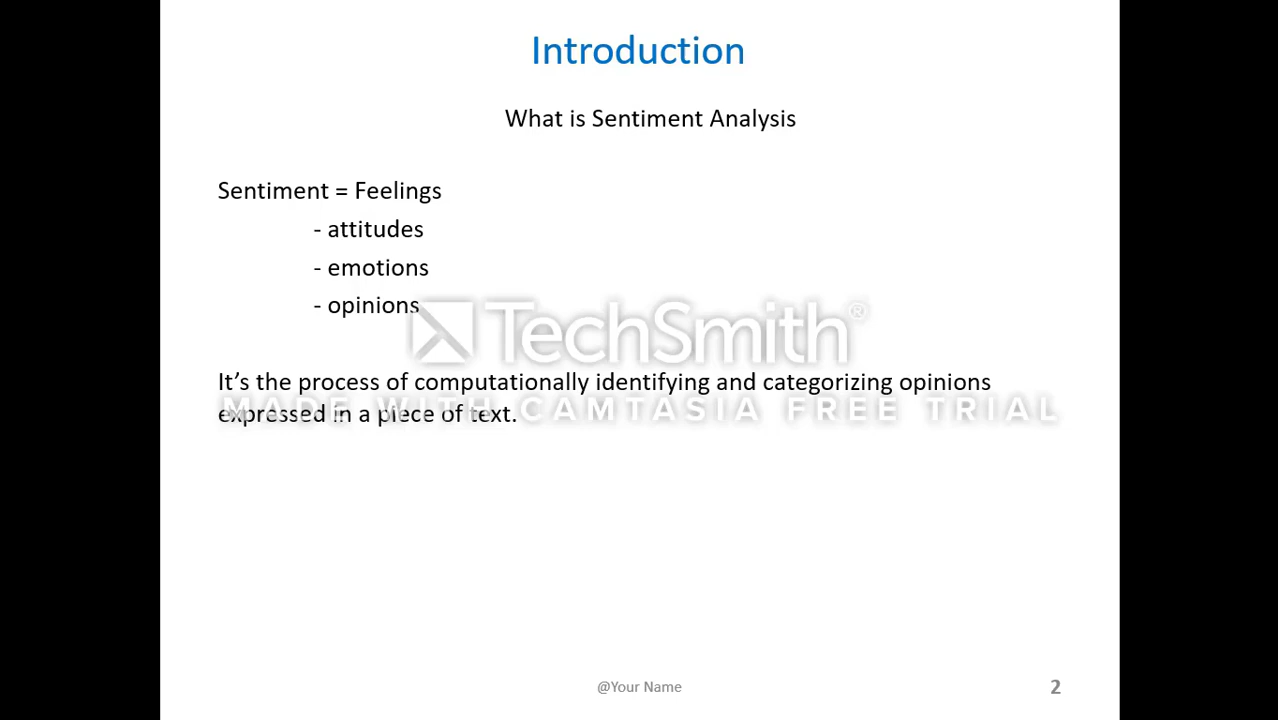 Introduction
What is Sentiment Analysis
Sentiment = Feelings
- attitudes
- emotions
- opinions
TechSmith®
It's the process of computationally identifying and categorizing opinions
expressed in a piece of text.
MADE WITH CAMTASIA FREE TRIAL
@Your Name
2